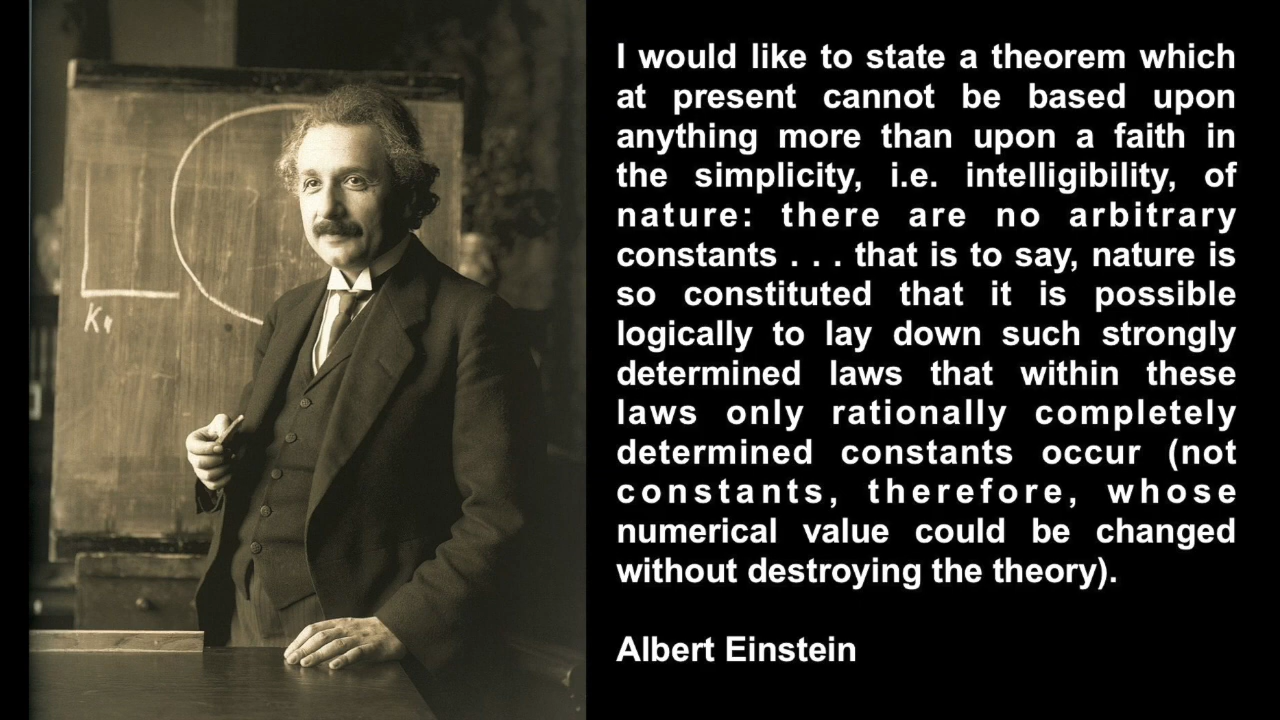 K
I would like to state a theorem which
at present cannot be based upon
anything more than upon a faith in
the simplicity, i.e. intelligibility, of
nature: there are no arbitrary
constants . . . that is to say, nature is
so constituted that it is possible
logically to lay down such strongly
determined laws that within these
laws only rationally completely
determined constants occur (not
constants, therefore, whose
numerical value could be changed
without destroying the theory).
Albert Einstein